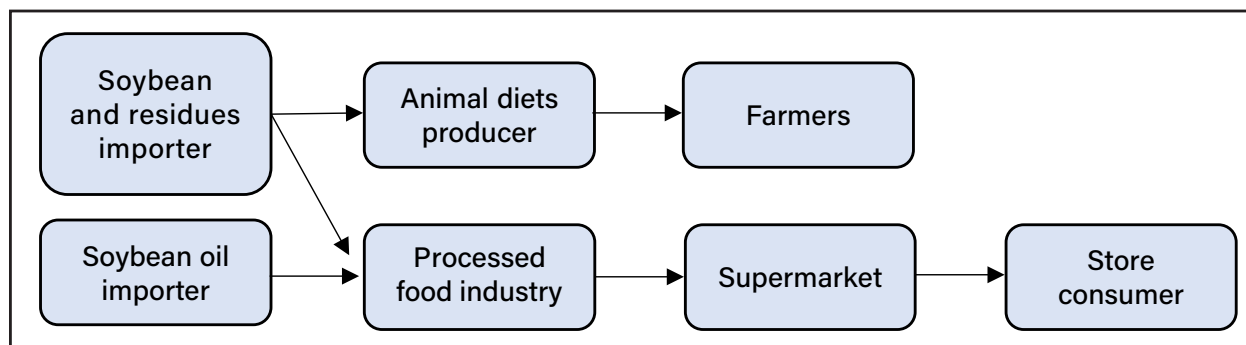 Soybean
and residues
importer
Animal diets
producer
Farmers
Soybean oil
importer
Processed
food industry
Supermarket
Store
consumer